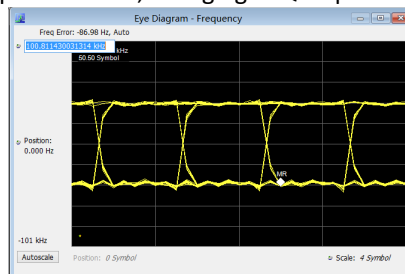 Eye Diagram - Frequency
Freq Error: -86.98 Hz, Auto
100.811430031314 kHz kHz
50.50 Symbol
Position:
0.000 Hz
MR
-101 kHz
Autoscale Position: 0 Symbol Scale: 4 Symbol